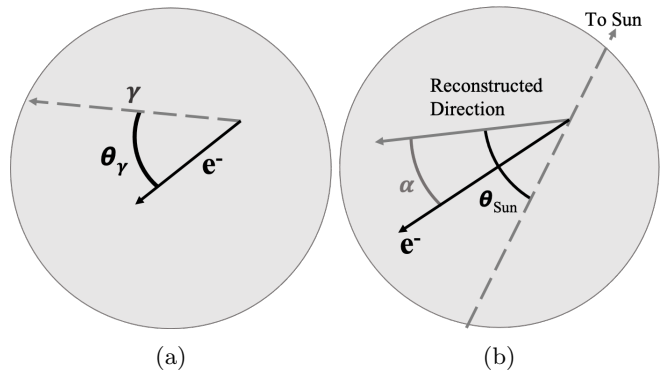 γ
θγ
e-
(a)
To Sun
Reconstructed
Direction
α
θSun
e-
(b)